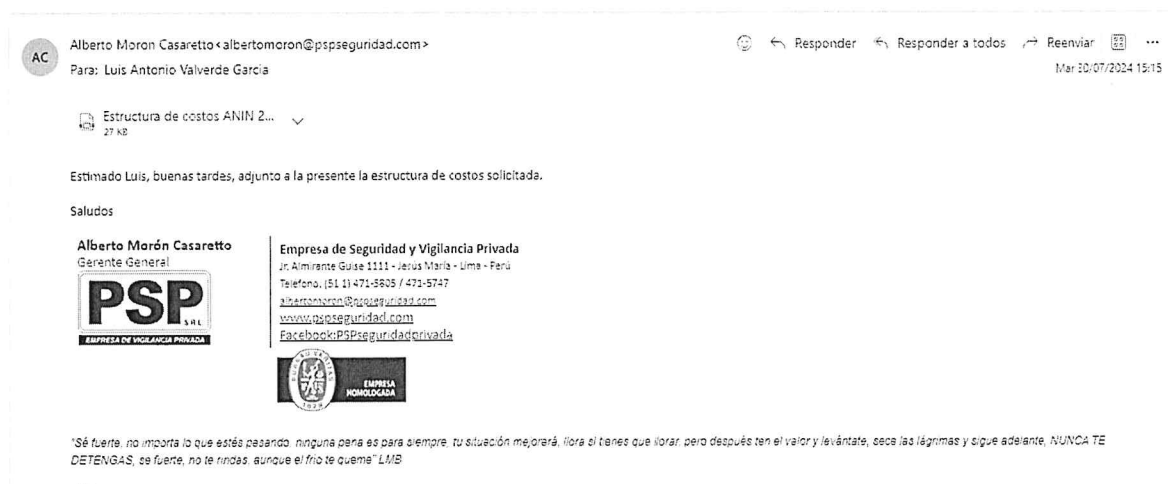 AC
Alberto Moron Casaretto<albertomoron@pspseguridad.com>
Responder Responder a todos Reenviar ...
Para: Luis Antonio Valverde Garcia
Mar 30/07/2024 15:15
Estructura de costos ANIN 2...
27 KB
Estimado Luis, buenas tardes, adjunto a la presente la estructura de costos solicitada.
Saludos
Alberto Morón Casaretto
Gerente General
PSP
S.R.L
EMPRESA DE VIGILANCIA PRIVADA
Empresa de Seguridad y Vigilancia Privada
Jr. Almirante Guise 1111 - Jesús María - Lima - Perú
Teléfono. (51 1) 471-5805 / 471-5747
albertomoron@pspseguridad.com
www.pspseguridad.com
Facebook:PSPseguridadprivada
BUREAU VERITAS
1828
EMPRESA
HOMOLOGADA
"Sé fuerte, no importa lo que estés pasando, ninguna pena es para siempre, tu situación mejorará, llora si tienes que llorar, pero después ten el valor y levántate, seca las lágrimas y sigue adelante, NUNCA TE
DETENGAS, se fuerte, no te rindas, aunque el frio te queme" LMB